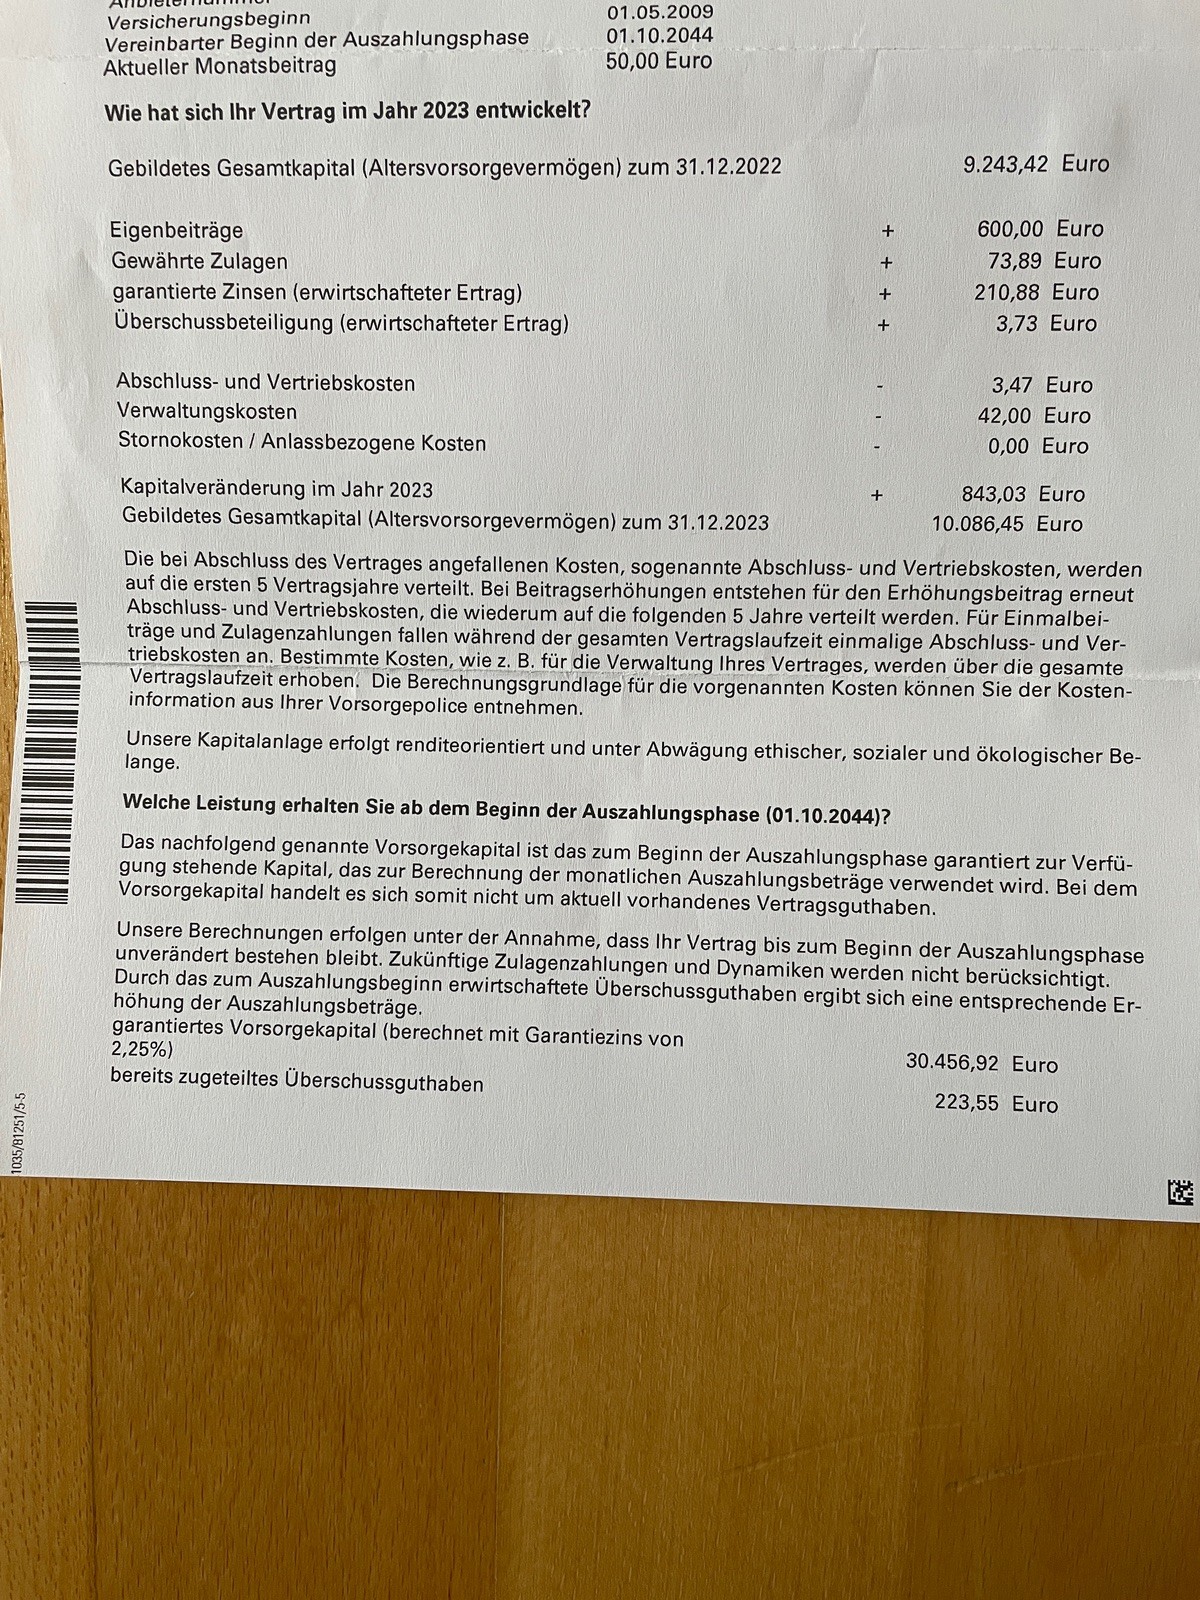 Anbieternummer
Versicherungsbeginn 01.05.2009
Vereinbarter Beginn der Auszahlungsphase 01.10.2044
Aktueller Monatsbeitrag 50,00 Euro
Wie hat sich Ihr Vertrag im Jahr 2023 entwickelt?
Gebildetes Gesamtkapital (Altersvorsorgevermögen) zum 31.12.2022 9.243,42 Euro
Eigenbeiträge + 600,00 Euro
Gewährte Zulagen + 73,89 Euro
garantierte Zinsen (erwirtschafteter Ertrag) + 210,88 Euro
Überschussbeteiligung (erwirtschafteter Ertrag) + 3,73 Euro
Abschluss- und Vertriebskosten - 3,47 Euro
Verwaltungskosten - 42,00 Euro
Stornokosten / Anlassbezogene Kosten - 0,00 Euro
Kapitalveränderung im Jahr 2023 + 843,03 Euro
Gebildetes Gesamtkapital (Altersvorsorgevermögen) zum 31.12.2023 10.086,45 Euro
Die bei Abschluss des Vertrages angefallenen Kosten, sogenannte Abschluss- und Vertriebskosten, werden
auf die ersten 5 Vertragsjahre verteilt. Bei Beitragserhöhungen entstehen für den Erhöhungsbeitrag erneut
Abschluss- und Vertriebskosten, die wiederum auf die folgenden 5 Jahre verteilt werden. Für Einmalbei-
träge und Zulagenzahlungen fallen während der gesamten Vertragslaufzeit einmalige Abschluss- und Ver-
triebskosten an. Bestimmte Kosten, wie z. B. für die Verwaltung Ihres Vertrages, werden über die gesamte
Vertragslaufzeit erhoben. Die Berechnungsgrundlage für die vorgenannten Kosten können Sie der Kosten-
information aus Ihrer Vorsorgepolice entnehmen.
Unsere Kapitalanlage erfolgt renditeorientiert und unter Abwägung ethischer, sozialer und ökologischer Be-
lange.
Welche Leistung erhalten Sie ab dem Beginn der Auszahlungsphase (01.10.2044)?
Das nachfolgend genannte Vorsorgekapital ist das zum Beginn der Auszahlungsphase garantiert zur Verfü-
gung stehende Kapital, das zur Berechnung der monatlichen Auszahlungsbeträge verwendet wird. Bei dem
Vorsorgekapital handelt es sich somit nicht um aktuell vorhandenes Vertragsguthaben.
Unsere Berechnungen erfolgen unter der Annahme, dass Ihr Vertrag bis zum Beginn der Auszahlungsphase
unverändert bestehen bleibt. Zukünftige Zulagenzahlungen und Dynamiken werden nicht berücksichtigt.
Durch das zum Auszahlungsbeginn erwirtschaftete Überschussguthaben ergibt sich eine entsprechende Er-
höhung der Auszahlungsbeträge.
garantiertes Vorsorgekapital (berechnet mit Garantiezins von
2,25%) 30.456,92 Euro
bereits zugeteiltes Überschussguthaben 223,55 Euro
1035/81251/5-5